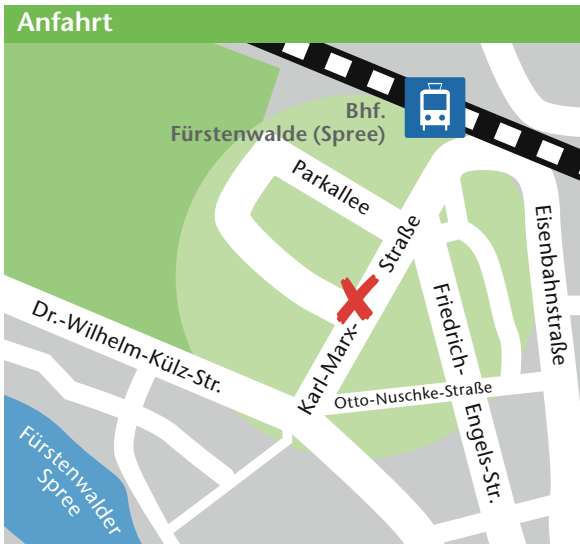 Anfahrt
Bhf.
Fürstenwalde (Spree)
Parkallee
Karl-Marx-
Straße
Eisenbahnstraße
Friedrich-
Engels-Str.
Dr.-Wilhelm-Külz-Str.
Otto-Nuschke-Straße
Fürstenwalder
Spree